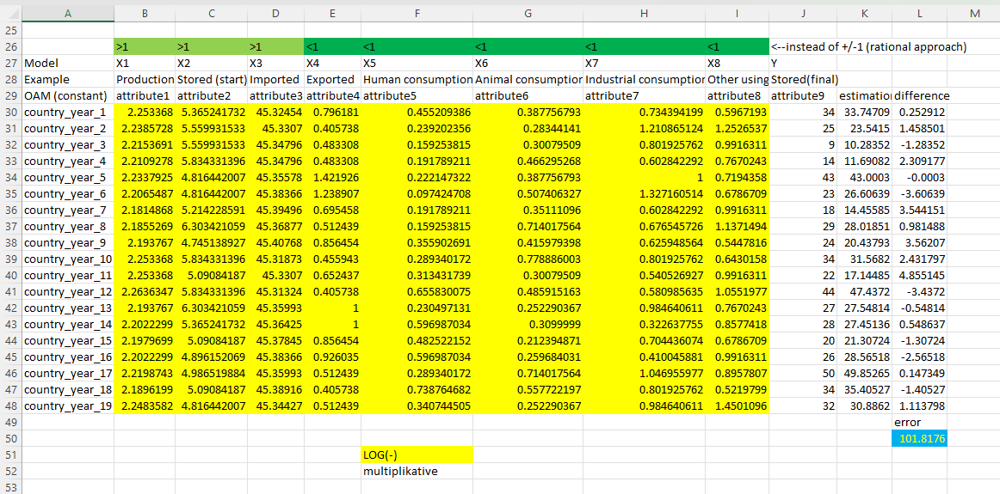 A B C D E F G H I J K L M
25
26 >1 >1 >1 <1 <1 <1 <1 <1 <--instead of +/-1 (rational approach)
27 Model X1 X2 X3 X4 X5 X6 X7 X8 Y
28 Example Production Stored (start) Imported Exported Human consumption Animal consumption Industrial consumption Other using Stored(final)
29 OAM (constant) attribute1 attribute2 attribute3 attribute4 attribute5 attribute6 attribute7 attribute8 attribute9 estimation difference
30 country_year_1 2.253368 5.365241732 45.32454 0.796181 0.455209386 0.387756793 0.734394199 0.5967193 34 33.74709 0.252912
31 country_year_2 2.2385728 5.559931533 45.3307 0.405738 0.239202356 0.28344141 1.210865124 1.2526537 25 23.5415 1.458501
32 country_year_3 2.2153691 5.559931533 45.34796 0.483308 0.159253815 0.30079509 0.801925762 0.9916311 9 10.28352 -1.28352
33 country_year_4 2.2109278 5.834331396 45.34796 0.483308 0.191789211 0.466295268 0.602842292 0.7670243 14 11.69082 2.309177
34 country_year_5 2.2337925 4.816442007 45.35578 1.421926 0.222147322 0.387756793 1 0.7194358 43 43.0003 -0.0003
35 country_year_6 2.2065487 4.816442007 45.38366 1.238907 0.097424708 0.507406327 1.327160514 0.6786709 23 26.60639 -3.60639
36 country_year_7 2.1814868 5.214228591 45.39496 0.695458 0.191789211 0.35111096 0.602842292 0.9916311 18 14.45585 3.544151
37 country_year_8 2.1855269 6.303421059 45.36877 0.512439 0.159253815 0.714017564 0.676545726 1.1371494 29 28.01851 0.981488
38 country_year_9 2.193767 4.745138927 45.40768 0.856454 0.355902691 0.415979398 0.625948564 0.5447816 24 20.43793 3.56207
39 country_year_10 2.253368 5.834331396 45.31873 0.455943 0.289340172 0.778886003 0.801925762 0.6430158 34 31.5682 2.431797
40 country_year_11 2.253368 5.09084187 45.3307 0.652437 0.313431739 0.30079509 0.540526927 0.9916311 22 17.14485 4.855145
41 country_year_12 2.2636347 5.834331396 45.31324 0.405738 0.655830075 0.485915163 0.580985635 1.0551977 44 47.4372 -3.4372
42 country_year_13 2.193767 6.303421059 45.35993 1 0.230497131 0.252290367 0.984640611 0.7670243 27 27.54814 -0.54814
43 country_year_14 2.2022299 5.365241732 45.36425 1 0.596987034 0.3099999 0.322637755 0.8577418 28 27.45136 0.548637
44 country_year_15 2.1979699 5.09084187 45.37845 0.856454 0.482522152 0.212394871 0.704436074 0.6786709 20 21.30724 -1.30724
45 country_year_16 2.2022299 4.896152069 45.38366 0.926035 0.596987034 0.259684031 0.410045881 0.9916311 26 28.56518 -2.56518
46 country_year_17 2.2198743 4.986519884 45.35993 0.512439 0.289340172 0.714017564 1.046955977 0.8957807 50 49.85265 0.147349
47 country_year_18 2.1896199 5.09084187 45.38916 0.405738 0.738764682 0.557722197 0.801925762 0.5219799 34 35.40527 -1.40527
48 country_year_19 2.2483582 4.816442007 45.34427 0.512439 0.340744505 0.252290367 0.984640611 1.4501096 32 30.8862 1.113798
49 error
50 101.8176
51 LOG(-)
52 multiplikative
53